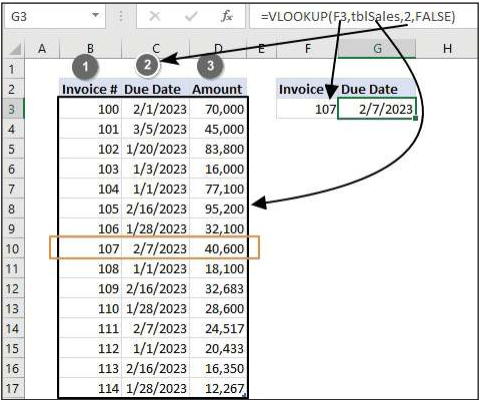 G3 fx =VLOOKUP(F3,tblSales,2,FALSE)
A B C D E F G H
1 2 3
1
2 Invoice # Due Date Amount Invoice Due Date
3 100 2/1/2023 70,000 107 2/7/2023
4 101 3/5/2023 45,000
5 102 1/20/2023 83,800
6 103 1/3/2023 16,000
7 104 1/1/2023 77,100
8 105 2/16/2023 95,200
9 106 1/28/2023 32,100
10 107 2/7/2023 40,600
11 108 1/1/2023 18,100
12 109 2/16/2023 32,683
13 110 1/28/2023 28,600
14 111 2/7/2023 24,517
15 112 1/1/2023 20,433
16 113 2/16/2023 16,350
17 114 1/28/2023 12,267